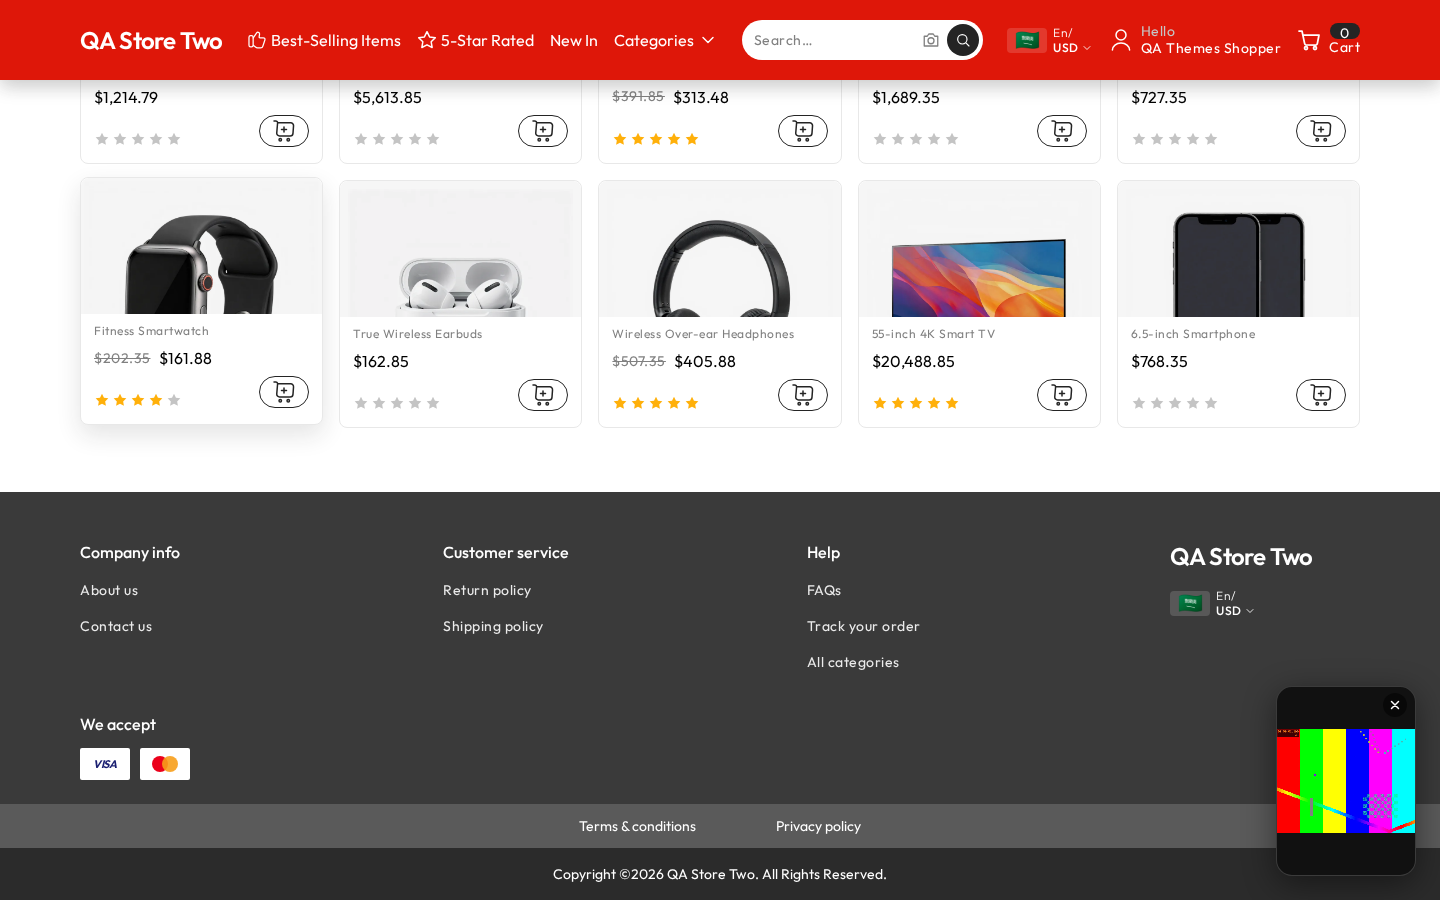 QA Store Two
Best-Selling Items
5-Star Rated
New In
Categories
Search...
En/
USD
Hello
QA Themes Shopper
0
Cart
$1,214.79
$5,613.85
$391.85 $313.48
$1,689.35
$727.35
Fitness Smartwatch
$202.35 $161.88
True Wireless Earbuds
$162.85
Wireless Over-ear Headphones
$507.35 $405.88
55-inch 4K Smart TV
$20,488.85
6.5-inch Smartphone
$768.35
Company info
About us
Contact us
Customer service
Return policy
Shipping policy
Help
FAQs
Track your order
All categories
QA Store Two
En/
USD
We accept
VISA
Terms & conditions
Privacy policy
Copyright ©2026 QA Store Two. All Rights Reserved.